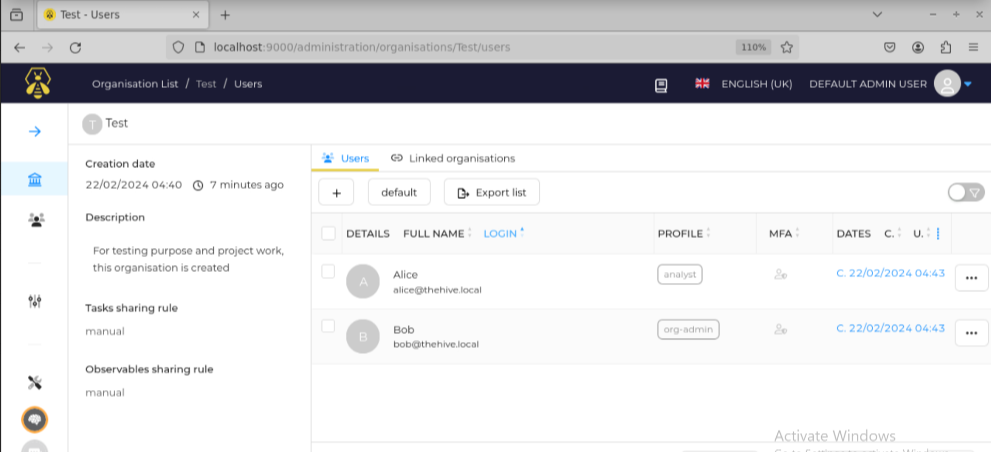 Test - Users
localhost:9000/administration/organisations/Test/users
110%
Organisation List / Test / Users
ENGLISH (UK)
DEFAULT ADMIN USER
T Test
Creation date
22/02/2024 04:40 7 minutes ago
Description
For testing purpose and project work,
this organisation is created
Tasks sharing rule
manual
Observables sharing rule
manual
Users Linked organisations
+ default Export list
DETAILS FULL NAME LOGIN PROFILE MFA DATES C. U.
A Alice analyst C. 22/02/2024 04:43
alice@thehive.local
B Bob org-admin C. 22/02/2024 04:43
bob@thehive.local
Activate Windows